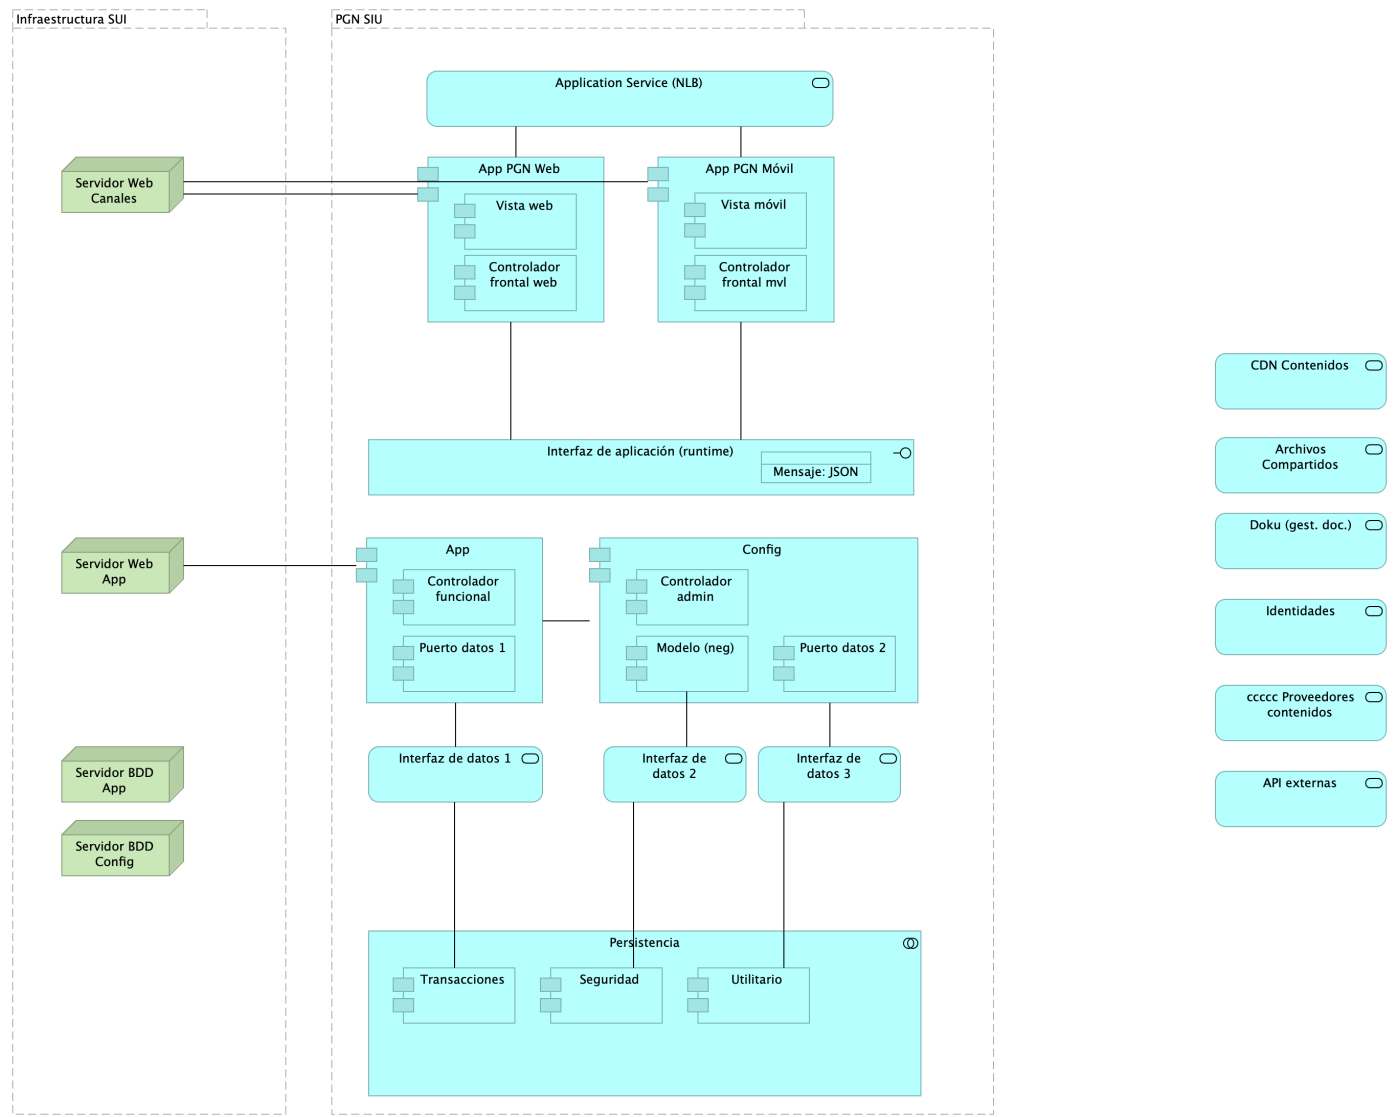 Infraestructura SUI
PGN SIU
Application Service (NLB)
Servidor Web
Canales
App PGN Web
Vista web
Controlador
frontal web
App PGN Móvil
Vista móvil
Controlador
frontal mvl
Interfaz de aplicación (runtime)
Mensaje: JSON
Servidor Web
App
App
Controlador
funcional
Puerto datos 1
Config
Controlador
admin
Modelo (neg)
Puerto datos 2
Servidor BDD
App
Servidor BDD
Config
Interfaz de datos 1
Interfaz de
datos 2
Interfaz de
datos 3
Persistencia
Transacciones
Seguridad
Utilitario
CDN Contenidos
Archivos
Compartidos
Doku (gest. doc.)
Identidades
ccccc Proveedores
contenidos
API externas